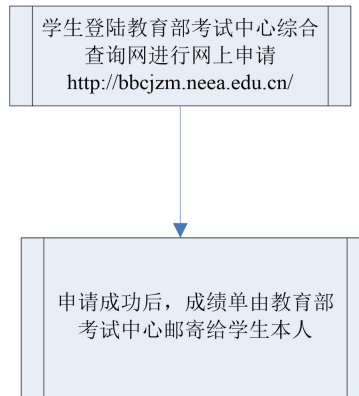 学生登陆教育部考试中心综合
查询网进行网上申请
http://bbcjzm.neea.edu.cn/
申请成功后，成绩单由教育部
考试中心邮寄给学生本人